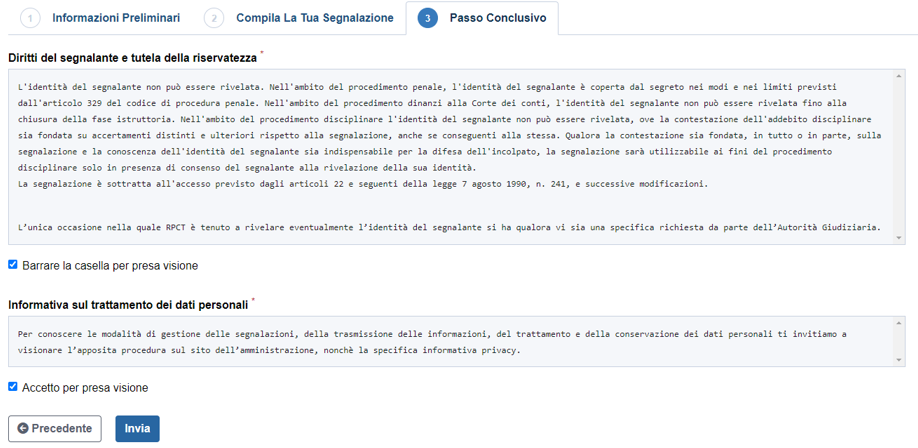 1 Informazioni Preliminari 2 Compila La Tua Segnalazione 3 Passo Conclusivo
Diritti del segnalante e tutela della riservatezza *
L'identità del segnalante non può essere rivelata. Nell'ambito del procedimento penale, l'identità del segnalante è coperta dal segreto nei modi e nei limiti previsti
dall'articolo 329 del codice di procedura penale. Nell'ambito del procedimento dinanzi alla Corte dei conti, l'identità del segnalante non può essere rivelata fino alla
chiusura della fase istruttoria. Nell'ambito del procedimento disciplinare l'identità del segnalante non può essere rivelata, ove la contestazione dell'addebito disciplinare
sia fondata su accertamenti distinti e ulteriori rispetto alla segnalazione, anche se conseguenti alla stessa. Qualora la contestazione sia fondata, in tutto o in parte, sulla
segnalazione e la conoscenza dell'identità del segnalante sia indispensabile per la difesa dell'incolpato, la segnalazione sarà utilizzabile ai fini del procedimento
disciplinare solo in presenza di consenso del segnalante alla rivelazione della sua identità.
La segnalazione è sottratta all'accesso previsto dagli articoli 22 e seguenti della legge 7 agosto 1990, n. 241, e successive modificazioni.
L’unica occasione nella quale RPCT è tenuto a rivelare eventualmente l’identità del segnalante si ha qualora vi sia una specifica richiesta da parte dell’Autorità Giudiziaria.
Barrare la casella per presa visione
Informativa sul trattamento dei dati personali *
Per conoscere le modalità di gestione delle segnalazioni, della trasmissione delle informazioni, del trattamento e della conservazione dei dati personali ti invitiamo a
visionare l’apposita procedura sul sito dell’amministrazione, nonchè la specifica informativa privacy.
Accetto per presa visione
Precedente Invia